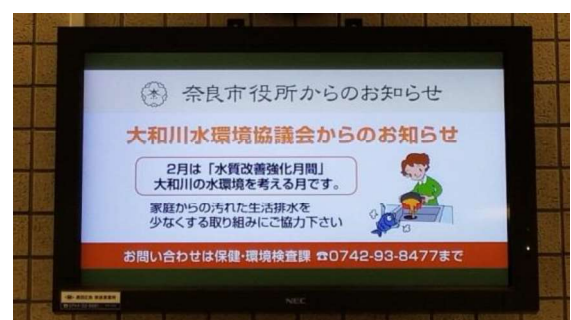 奈良市役所からのお知らせ
大和川水環境協議会からのお知らせ
2月は「水質改善強化月間」
大和川の水環境を考える月です。
家庭からの汚れた生活排水を
少なくする取り組みにご協力下さい
お問い合わせは保健・環境検査課 ☎0742-93-8477まで
NEC